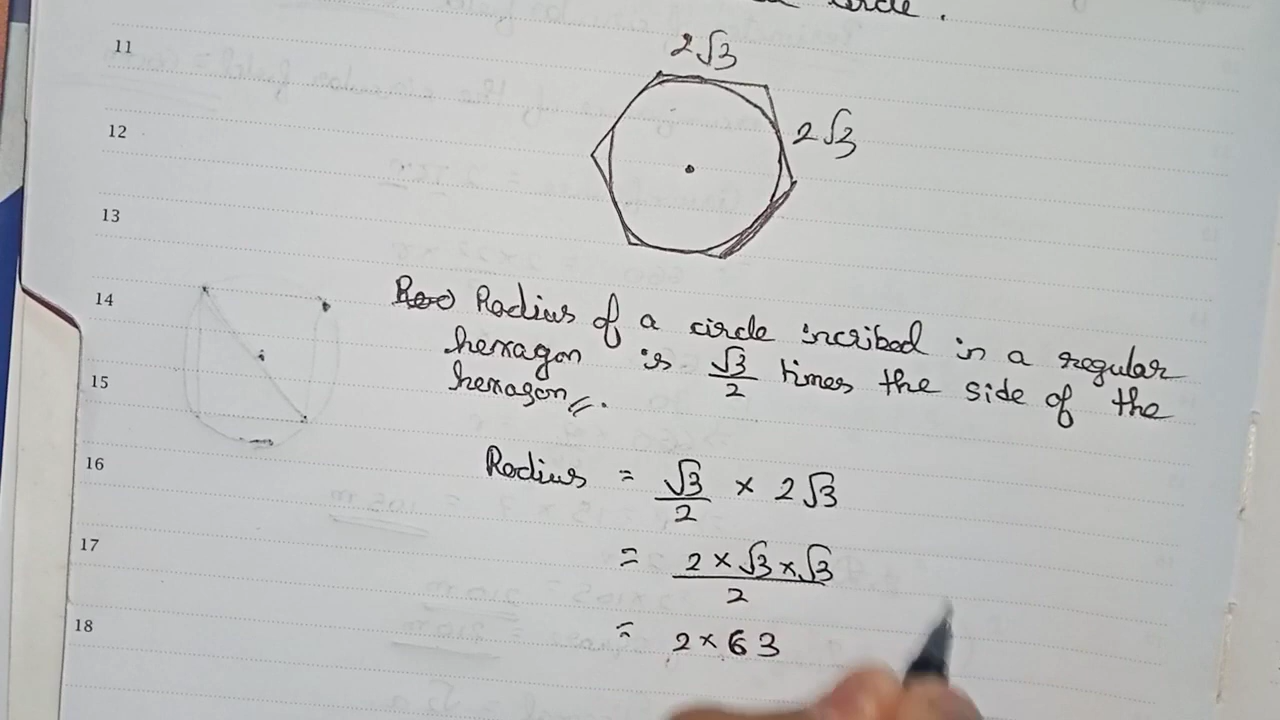 circle.
11
2√3
12
2√3
13
14
Radius of a circle incribed in a regular
hexagon is √3/2 times the side of the
15
hexagon //.
16
Radius = √3/2 × 2√3
17
= 2×√3×√3/2
18
= 2×63